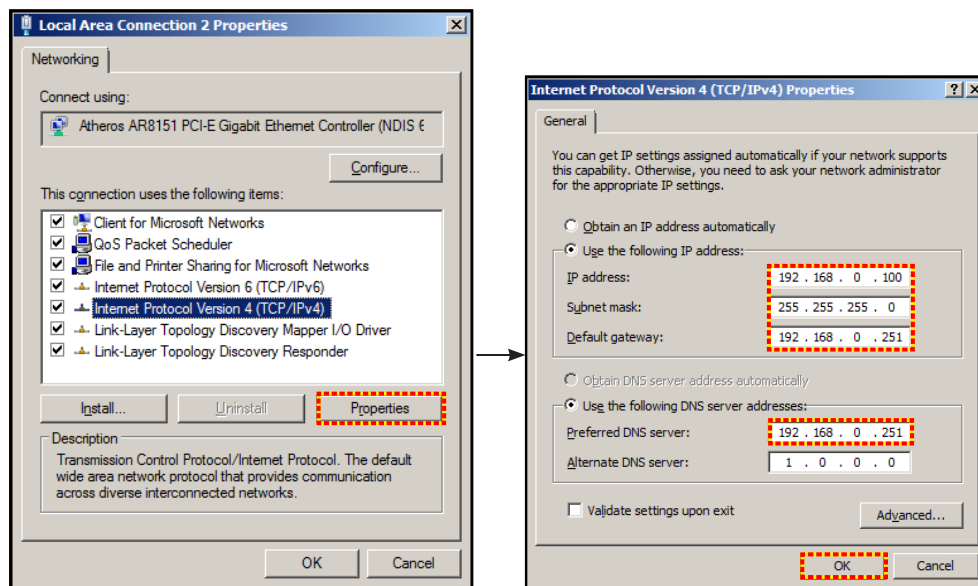 Local Area Connection 2 Properties
Networking
Connect using:
Atheros AR8151 PCI-E Gigabit Ethernet Controller (NDIS 6
Configure...
This connection uses the following items:
Client for Microsoft Networks
QoS Packet Scheduler
File and Printer Sharing for Microsoft Networks
Internet Protocol Version 6 (TCP/IPv6)
Internet Protocol Version 4 (TCP/IPv4)
Link-Layer Topology Discovery Mapper I/O Driver
Link-Layer Topology Discovery Responder
Install...
Uninstall
Properties
Description
Transmission Control Protocol/Internet Protocol. The default
wide area network protocol that provides communication
across diverse interconnected networks.
OK
Cancel
Internet Protocol Version 4 (TCP/IPv4) Properties
General
You can get IP settings assigned automatically if your network supports
this capability. Otherwise, you need to ask your network administrator
for the appropriate IP settings.
Obtain an IP address automatically
Use the following IP address:
IP address: 192 . 168 . 0 . 100
Subnet mask: 255 . 255 . 255 . 0
Default gateway: 192 . 168 . 0 . 251
Obtain DNS server address automatically
Use the following DNS server addresses:
Preferred DNS server: 192 . 168 . 0 . 251
Alternate DNS server: 1 . 0 . 0 . 0
Validate settings upon exit
Advanced...
OK
Cancel